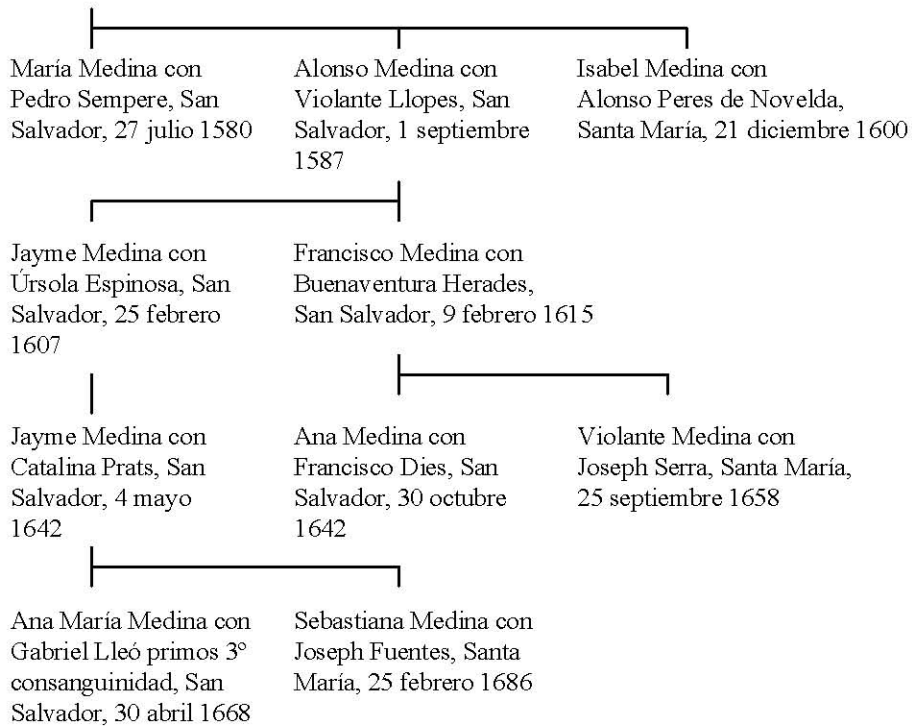 María Medina con
Pedro Sempere, San
Salvador, 27 julio 1580
Alonso Medina con
Violante Llopes, San
Salvador, 1 septiembre
1587
Isabel Medina con
Alonso Peres de Novelda,
Santa María, 21 diciembre 1600
Jayme Medina con
Úrsola Espinosa, San
Salvador, 25 febrero
1607
Francisco Medina con
Buenaventura Herades,
San Salvador, 9 febrero 1615
Jayme Medina con
Catalina Prats, San
Salvador, 4 mayo
1642
Ana Medina con
Francisco Dies, San
Salvador, 30 octubre
1642
Violante Medina con
Joseph Serra, Santa María,
25 septiembre 1658
Ana María Medina con
Gabriel Lleó primos 3º
consanguinidad, San
Salvador, 30 abril 1668
Sebastiana Medina con
Joseph Fuentes, Santa
María, 25 febrero 1686